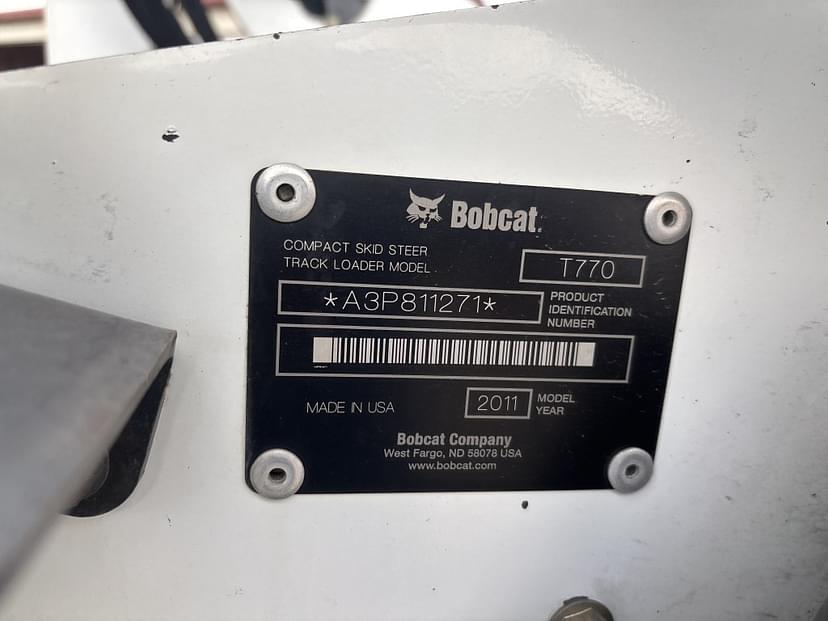 Bobcat.
COMPACT SKID STEER
TRACK LOADER MODEL
T770
*A3P811271*
PRODUCT
IDENTIFICATION
NUMBER
MADE IN USA
2011
MODEL
YEAR
Bobcat Company
West Fargo, ND 58078 USA
www.bobcat.com